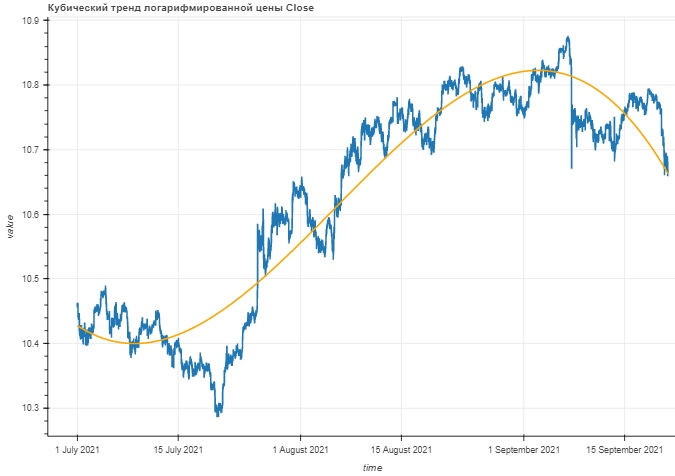 Кубический тренд логарифмированной цены Close
10.9
10.8
10.7
10.6
10.5
10.4
10.3
value
1 July 2021
15 July 2021
1 August 2021
15 August 2021
1 September 2021
15 September 2021
time